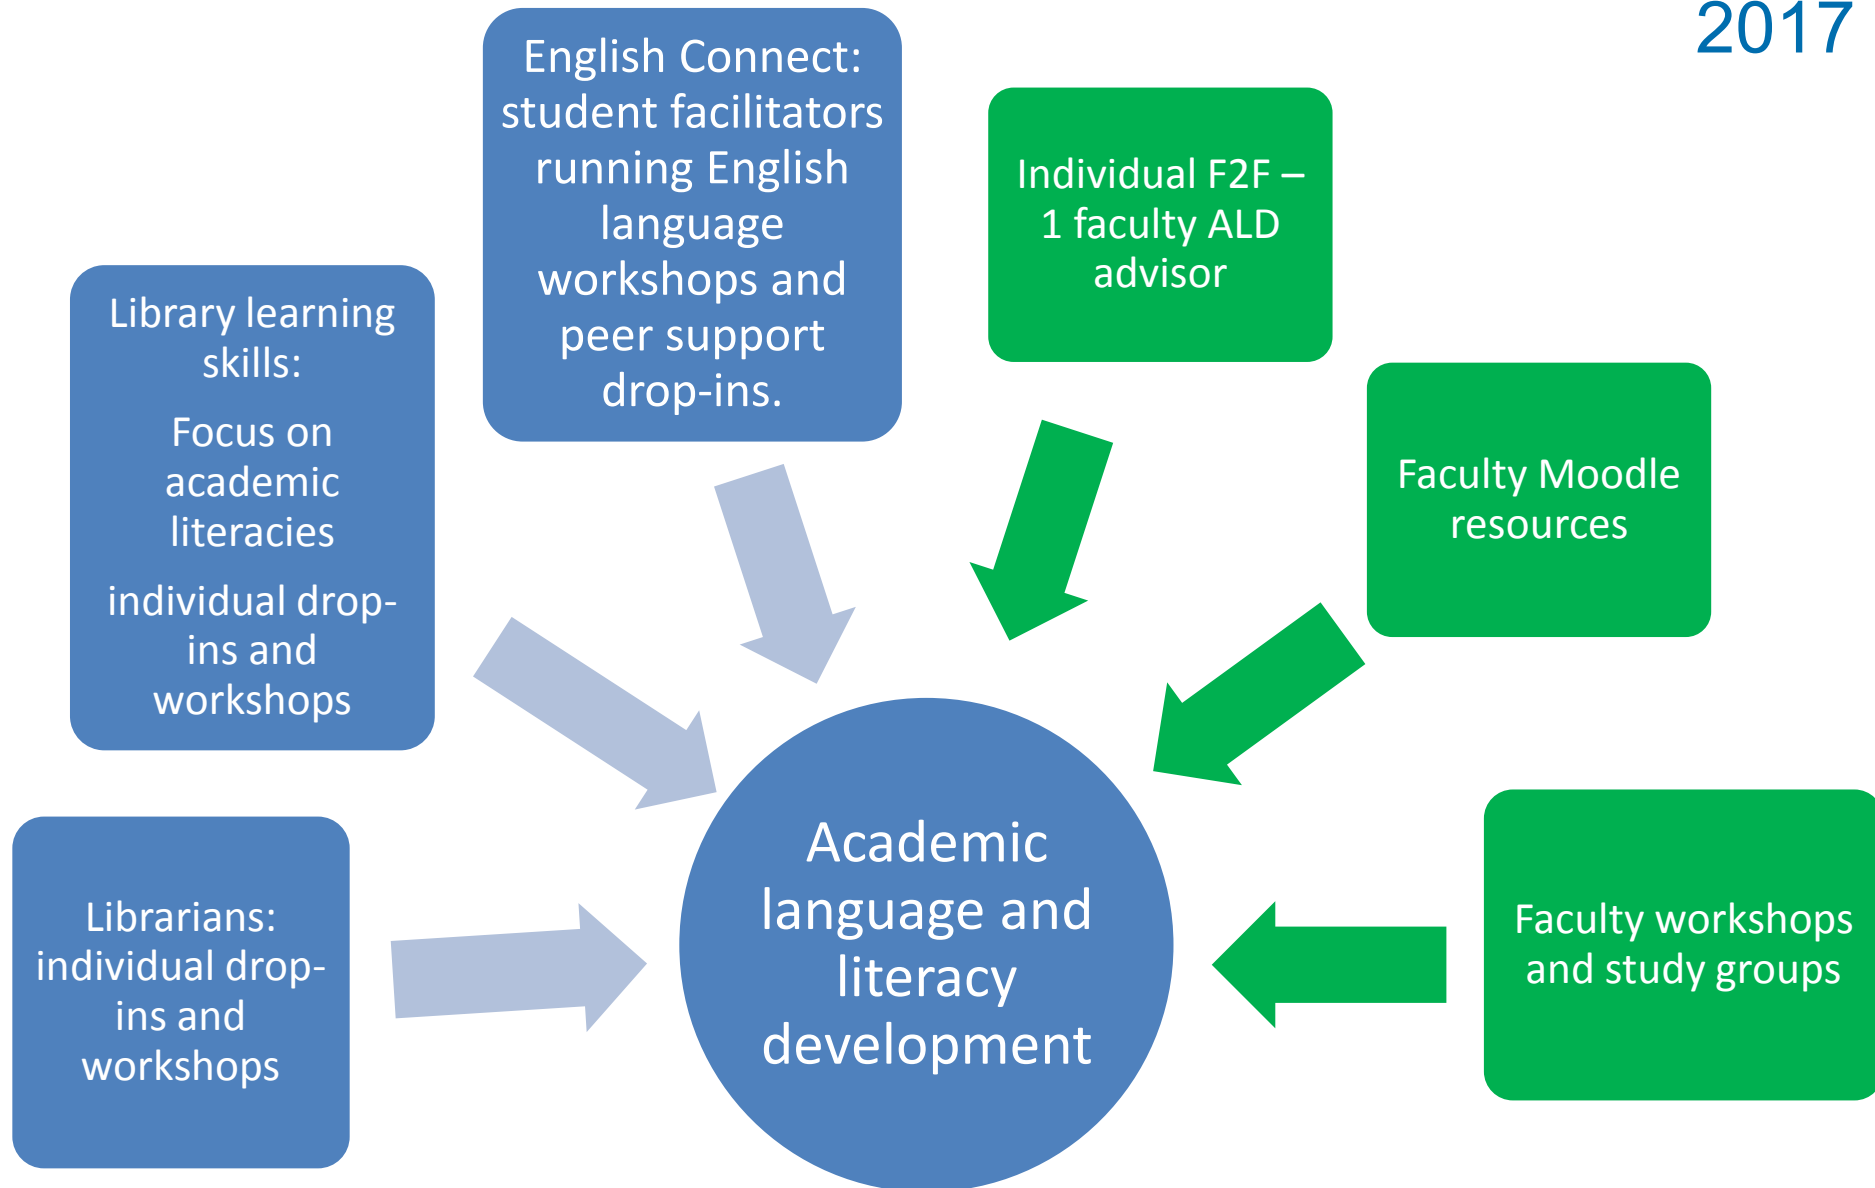 2017
English Connect:
student facilitators
running English
language
workshops and
peer support
drop-ins.
Individual F2F –
1 faculty ALD
advisor
Library learning
skills:
Focus on
academic
literacies
individual drop-
ins and
workshops
Faculty Moodle
resources
Librarians:
individual drop-
ins and
workshops
Academic
language and
literacy
development
Faculty workshops
and study groups